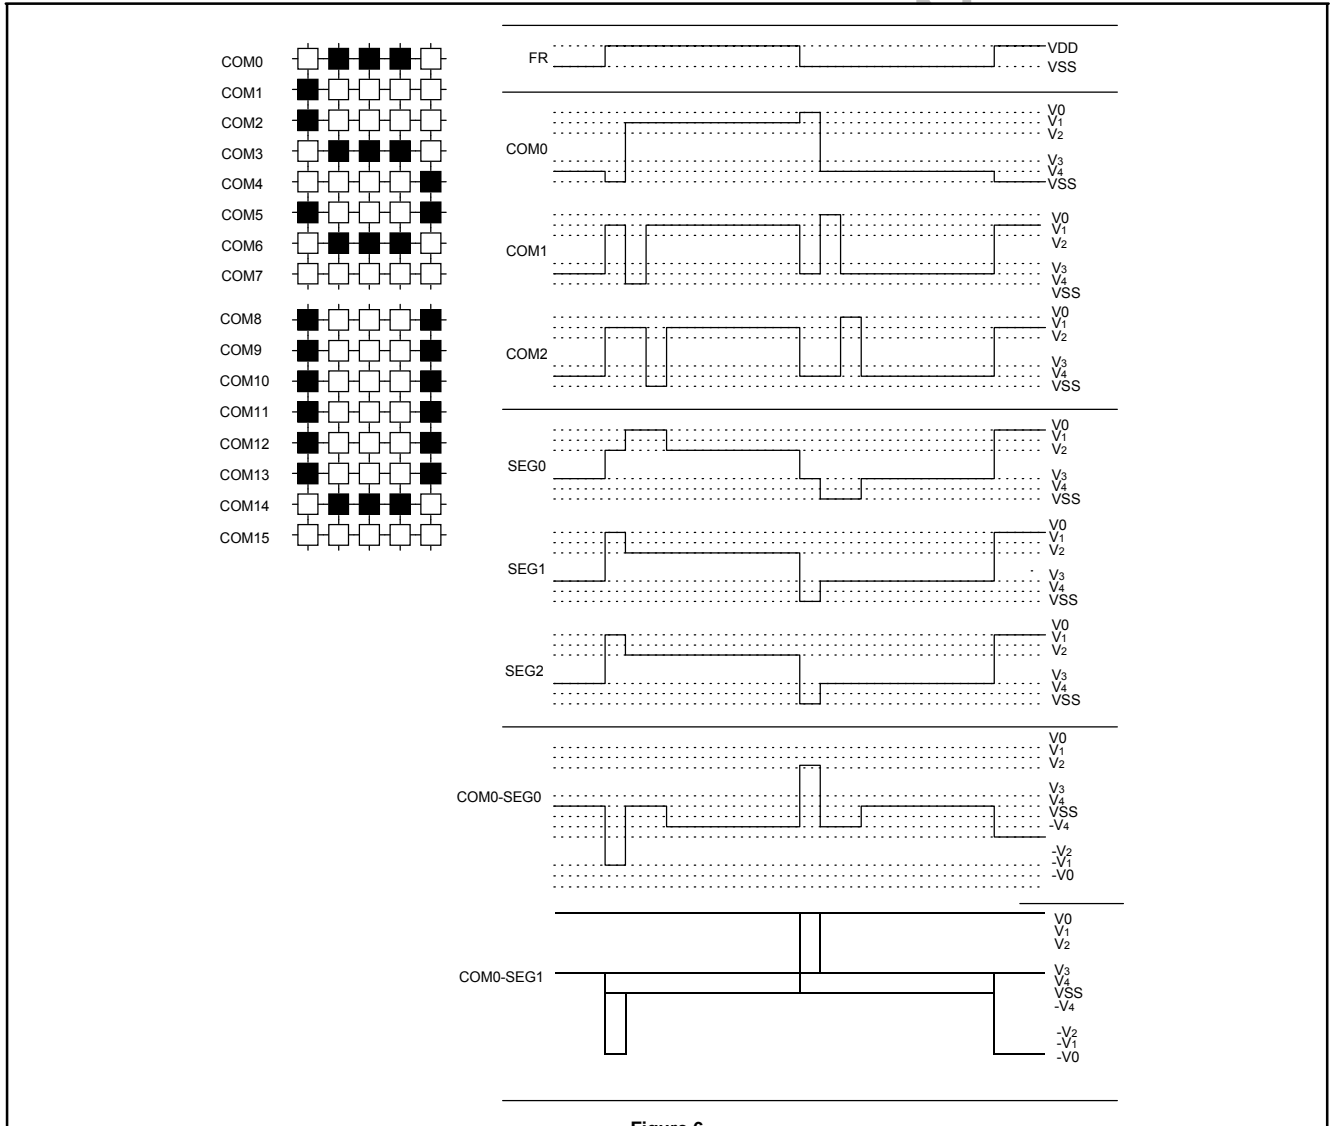 COM0
COM1
COM2
COM3
COM4
COM5
COM6
COM7
COM8
COM9
COM10
COM11
COM12
COM13
COM14
COM15
FR
VDD
VSS
COM0
V0
V1
V2
V3
V4
VSS
COM1
V0
V1
V2
V3
V4
VSS
COM2
V0
V1
V2
V3
V4
VSS
SEG0
V0
V1
V2
V3
V4
VSS
SEG1
V0
V1
V2
V3
V4
VSS
SEG2
V0
V1
V2
V3
V4
VSS
COM0-SEG0
V0
V1
V2
V3
V4
VSS
-V4
-V2
-V1
-V0
COM0-SEG1
V0
V1
V2
V3
V4
VSS
-V4
-V2
-V1
-V0
Figure 6